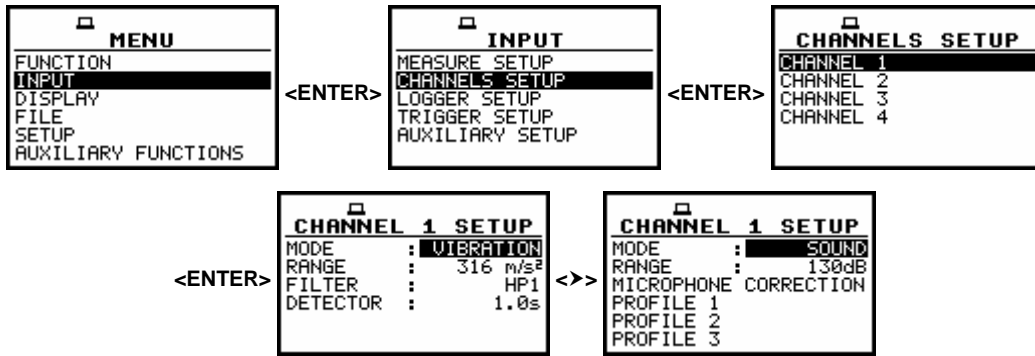 MENU
FUNCTION
INPUT
DISPLAY
FILE
SETUP
AUXILIARY FUNCTIONS
<ENTER>
INPUT
MEASURE SETUP
CHANNELS SETUP
LOGGER SETUP
TRIGGER SETUP
AUXILIARY SETUP
<ENTER>
CHANNELS SETUP
CHANNEL 1
CHANNEL 2
CHANNEL 3
CHANNEL 4
<ENTER>
CHANNEL 1 SETUP
MODE : VIBRATION
RANGE : 316 m/s²
FILTER : HP1
DETECTOR : 1.0s
<➢>
CHANNEL 1 SETUP
MODE : SOUND
RANGE : 130dB
MICROPHONE CORRECTION
PROFILE 1
PROFILE 2
PROFILE 3